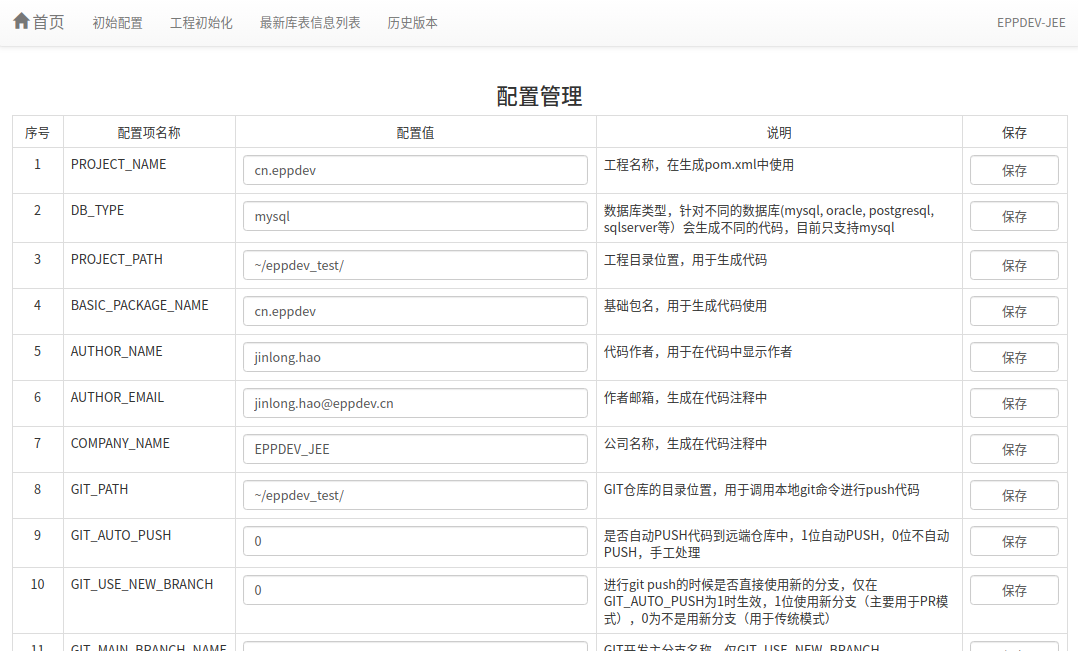 首页 初始配置 工程初始化 最新库表信息列表 历史版本 EPPDEV-JEE
配置管理
序号 配置项名称 配置值 说明 保存
1 PROJECT_NAME cn.eppdev 工程名称，在生成pom.xml中使用 保存
2 DB_TYPE mysql 数据库类型，针对不同的数据库(mysql, oracle, postgresql,
sqlserver等）会生成不同的代码，目前只支持mysql 保存
3 PROJECT_PATH ~/eppdev_test/ 工程目录位置，用于生成代码 保存
4 BASIC_PACKAGE_NAME cn.eppdev 基础包名，用于生成代码使用 保存
5 AUTHOR_NAME jinlong.hao 代码作者，用于在代码中显示作者 保存
6 AUTHOR_EMAIL jinlong.hao@eppdev.cn 作者邮箱，生成在代码注释中 保存
7 COMPANY_NAME EPPDEV_JEE 公司名称，生成在代码注释中 保存
8 GIT_PATH ~/eppdev_test/ GIT仓库的目录位置，用于调用本地git命令进行push代码 保存
9 GIT_AUTO_PUSH 0 是否自动PUSH代码到远端仓库中，1位自动PUSH，0位不自动
PUSH，手工处理 保存
10 GIT_USE_NEW_BRANCH 0 进行git push的时候是否直接使用新的分支，仅在
GIT_AUTO_PUSH为1时生效，1位使用新分支（主要用于PR模
式），0为不是用新分支（用于传统模式） 保存
11 GIT_MAIN_BRANCH_NAME GIT开发主分支名称，仅GIT_USE_NEW_BRANCH